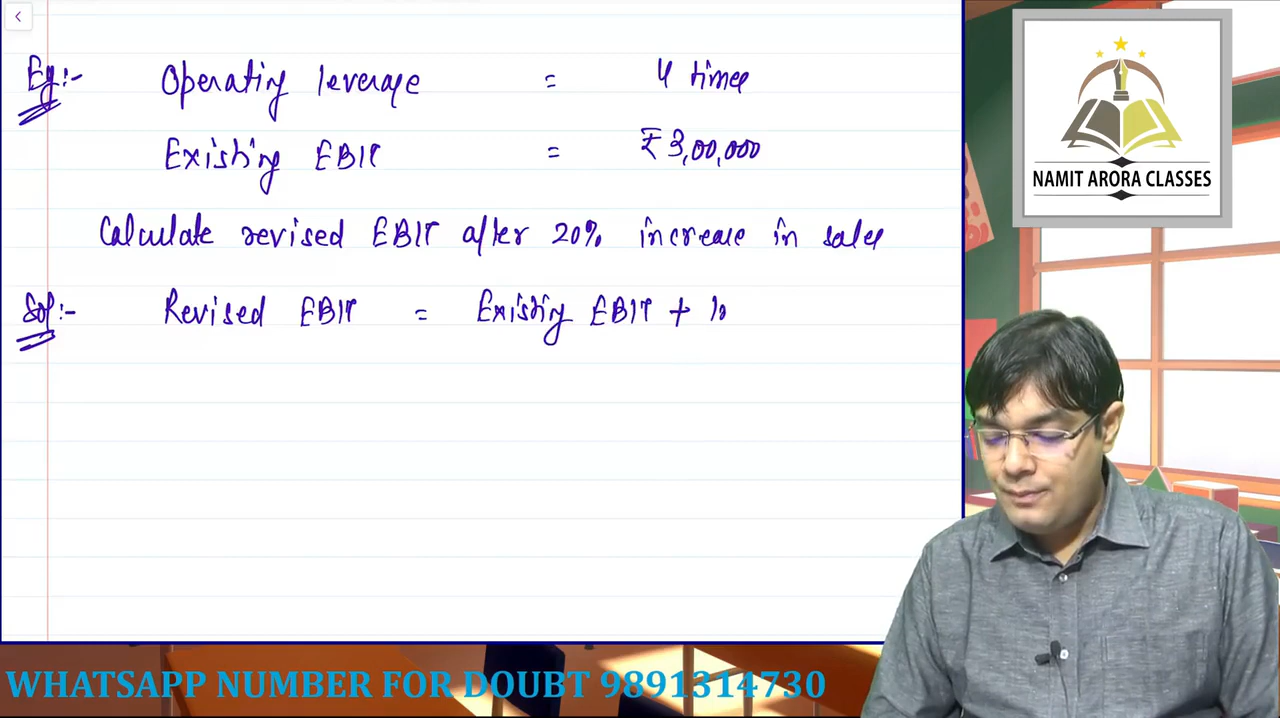 Eg:- Operating leverage = 4 times
Existing EBIT = ₹3,00,000
Calculate revised EBIT after 20% increase in sales
Sol:- Revised EBIT = Existing EBIT +
NAMIT ARORA CLASSES
WHATSAPP NUMBER FOR DOUBT 9891314730